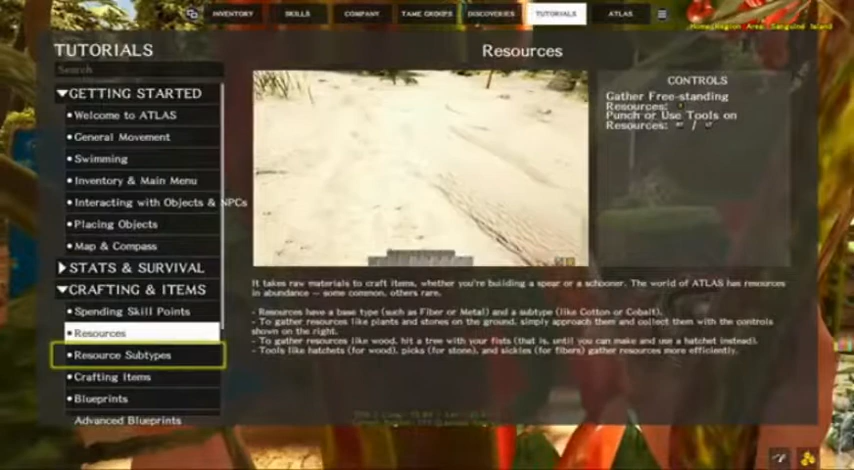 INVENTORY
SKILLS
COMPANY
TAME GROUPS
DISCOVERIES
TUTORIALS
ATLAS
TUTORIALS
Search
GETTING STARTED
Welcome to ATLAS
General Movement
Swimming
Inventory & Main Menu
Interacting with Objects & NPCs
Placing Objects
Map & Compass
STATS & SURVIVAL
CRAFTING & ITEMS
Spending Skill Points
Resources
Resource Subtypes
Crafting Items
Blueprints
Advanced Blueprints
Resources
CONTROLS
Gather Free-standing
Resources:
Punch or Use Tools on
Resources: /
It takes raw materials to craft items, whether you're building a spear or a schooner. The world of ATLAS has resources
in abundance — some common, others rare.
- Resources have a base type (such as Fiber or Metal) and a subtype (like Cotton or Cobalt).
- To gather resources like plants and stones on the ground, simply approach them and collect them with the controls
shown on the right.
- To gather resources like wood, hit a tree with your fists (that is, until you can make and use a hatchet instead).
- Tools like hatchets (for wood), picks (for stone), and sickles (for fibers) gather resources more efficiently.